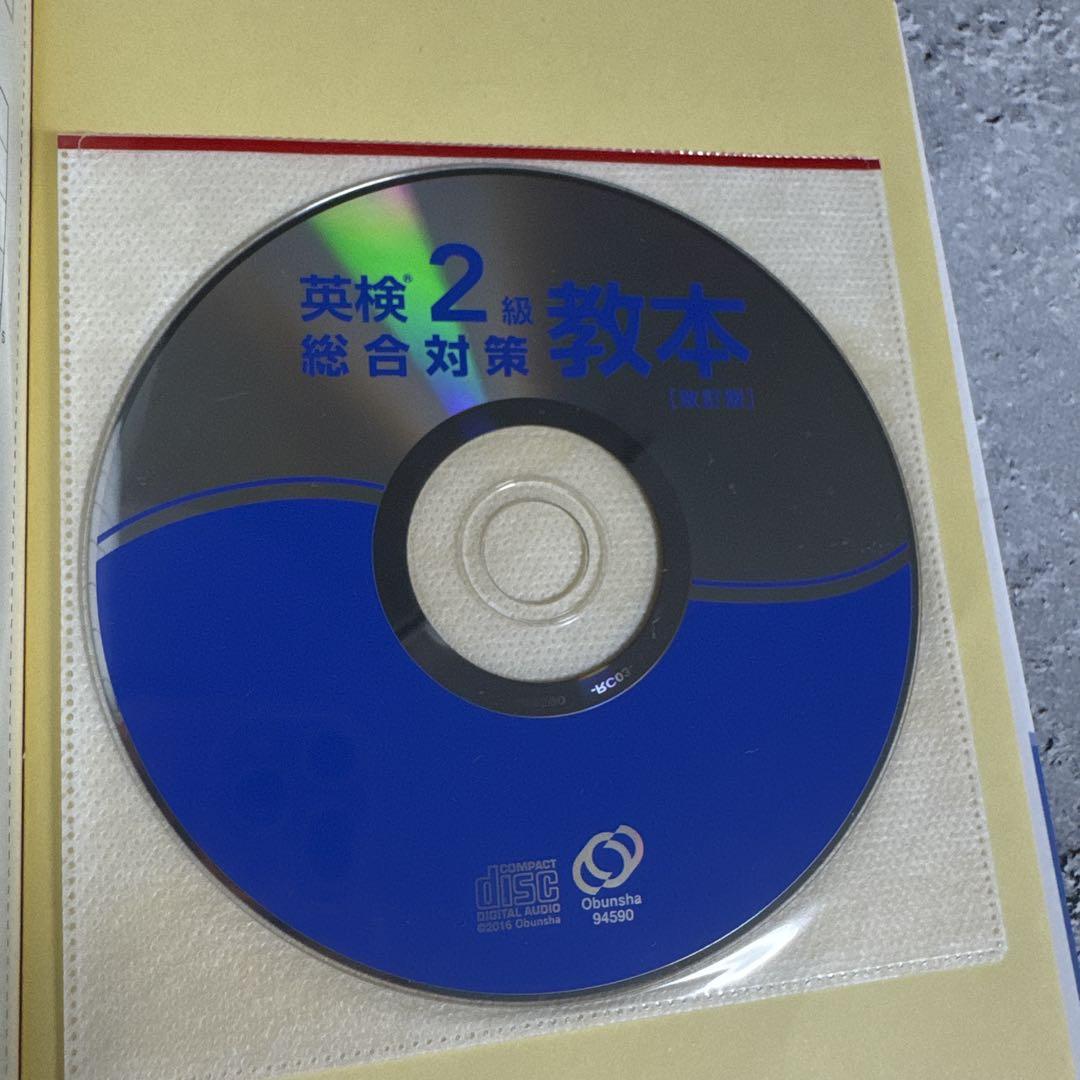 英検® 2級
総合対策 教本
[改訂版]
-RC03-
COMPACT
disc
DIGITAL AUDIO
©2016 Obunsha
Obunsha
94590